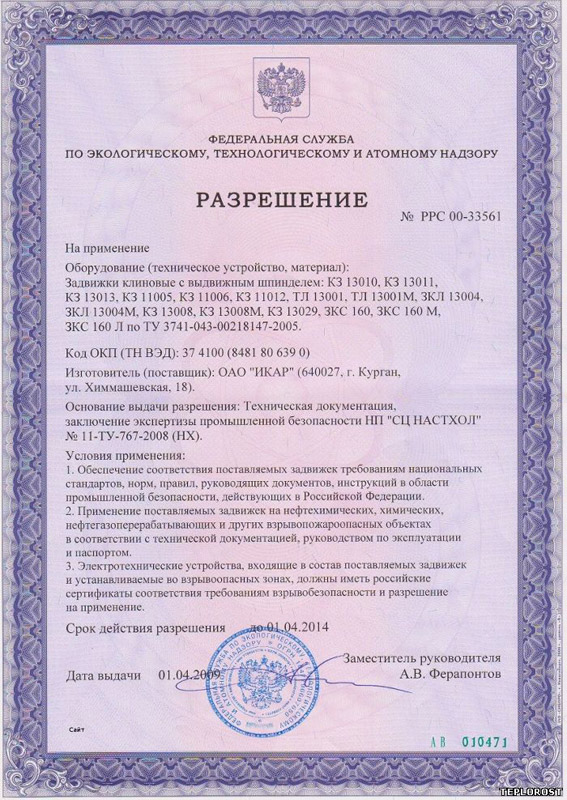 ФЕДЕРАЛЬНАЯ СЛУЖБА
ПО ЭКОЛОГИЧЕСКОМУ, ТЕХНОЛОГИЧЕСКОМУ И АТОМНОМУ НАДЗОРУ
РАЗРЕШЕНИЕ
№ РРС 00-33561
На применение
Оборудование (техническое устройство, материал):
Задвижки клиновые с выдвижным шпинделем: КЗ 13010, КЗ 13011,
КЗ 13013, КЗ 11005, КЗ 11006, КЗ 11012, ТЛ 13001, ТЛ 13001М, ЗКЛ 13004,
ЗКЛ 13004М, КЗ 13008, КЗ 13008М, КЗ 13029, ЗКС 160, ЗКС 160 М,
ЗКС 160 Л по ТУ 3741-043-00218147-2005.
Код ОКП (ТН ВЭД): 37 4100 (8481 80 639 0)
Изготовитель (поставщик): ОАО "ИКАР" (640027, г. Курган,
ул. Химмашевская, 18).
Основание выдачи разрешения: Техническая документация,
заключение экспертизы промышленной безопасности НП "СЦ НАСТХОЛ"
№ 11-ТУ-767-2008 (НХ).
Условия применения:
1. Обеспечение соответствия поставляемых задвижек требованиям национальных
стандартов, норм, правил, руководящих документов, инструкций в области
промышленной безопасности, действующих в Российской Федерации.
2. Применение поставляемых задвижек на нефтехимических, химических,
нефтегазоперерабатывающих и других взрывопожароопасных объектах
в соответствии с технической документацией, руководством по эксплуатации
и паспортом.
3. Электротехнические устройства, входящие в состав поставляемых задвижек
и устанавливаемые во взрывоопасных зонах, должны иметь российские
сертификаты соответствия требованиям взрывобезопасности и разрешение
на применение.
Срок действия разрешения до 01.04.2014
Заместитель руководителя
Дата выдачи 01.04.2009 А.В. Ферапонтов
Сайт
АВ 010471
TEPLOROST